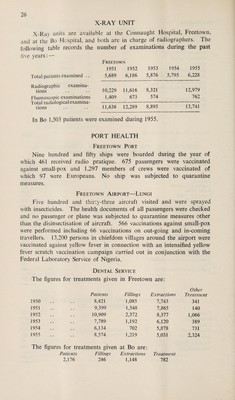 26
X-RAY UNIT
X-Ray units are available at the Connaught Hospital, Freetown,
and at the Bo Hospital, and both are in charge of radiographers. The
following table records the number of examinations during the past
five years:—
FREETOWN
1951 1952 1953 1954 1955
Total patients examined .. 5,689 6,186 5,876 5,795 6,228
Radiographic examinations 10,229 11,616 8,321 12,979
Fluoroscopic examinations 1,409 673 574 762
Total radiological examinations 11,638 12,289 8,895 13,741
In Bo 1,503 patients were examined during 1955.
PORT HEALTH
FREETOWN PORT
Nine hundred and fifty ships were boarded during the year of
which 461 received radio pratique. 675 passengers were vaccinated
against small-pox and 1,297 members of crews were vaccinated of
which 97 were Europeans. No ship was subjected to quarantine
measures.
FREETOWN AIRPORT—LUNGI
Five hundred and thirty-three aircraft visited and were sprayed
with insecticides. The health documents of all passengers were checked
and no passenger or plane was subjected to quarantine measures other
than the disinsectisation of aircraft. 566 vaccinations against small-pox
were performed including 66 vaccinations on out-going and in-coming
travellers. 13,200 persons in chiefdom villages around the airport were
vaccinated against yellow fever in connection with an intensified yellow
fever scratch vaccination campaign carried out in conjunction with the
Federal Laboratory Service of Nigeria.
DENTAL SERVICE
The figures for treatments given in Freetown are:
Patients Fillings Extractions Other Treatment
1950 .. .. 8,421 1,085 7,743 341
1951 .. .. 9,399 1,548 7,865 140
1952 .. .. 10,909 2,372 8,377 1,066
1953 .. .. 7,789 1,192 6,120 389
1954 .. .. 6,134 702 5,078 731
1955 .. .. 8,574 1,219 5,031 2,324
The figures for treatments given at Bo are:
Patients Fillings Extractions Treatment
2,176 246 1,148 782